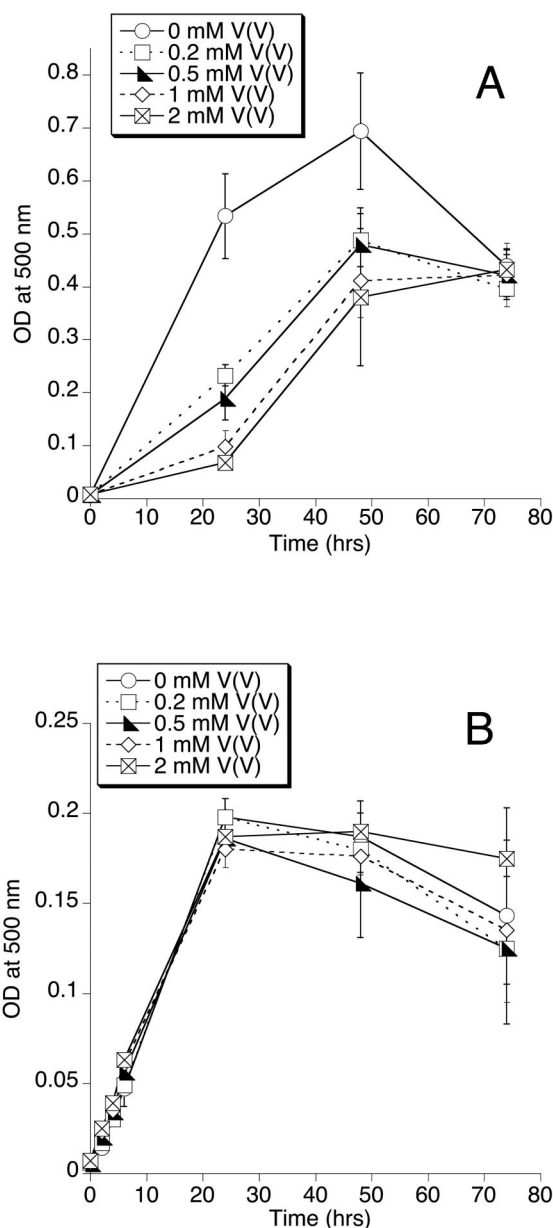 0 mM V(V)
0.2 mM V(V)
0.5 mM V(V)
1 mM V(V)
2 mM V(V)
A
0.8
0.7
0.6
0.5
0.4
0.3
0.2
0.1
0
OD at 500 nm
0 10 20 30 40 50 60 70 80
Time (hrs)
0 mM V(V)
0.2 mM V(V)
0.5 mM V(V)
1 mM V(V)
2 mM V(V)
B
0.25
0.2
0.15
0.1
0.05
0
OD at 500 nm
0 10 20 30 40 50 60 70 80
Time (hrs)